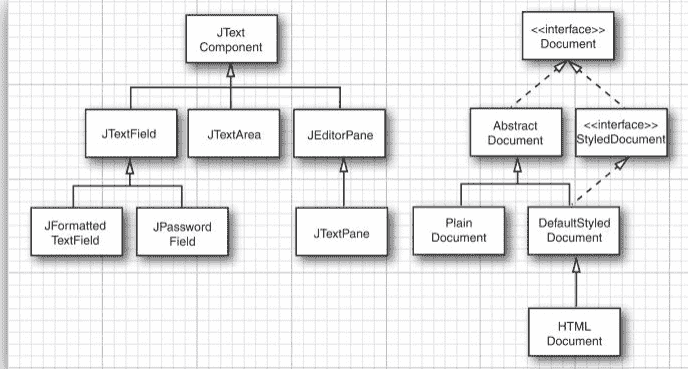 JText
Component
<<interface>>
Document
JTextField
JTextArea
JEditorPane
Abstract
Document
<<interface>>
StyledDocument
JFormatted
TextField
JPassword
Field
JTextPane
Plain
Document
DefaultStyled
Document
HTML
Document